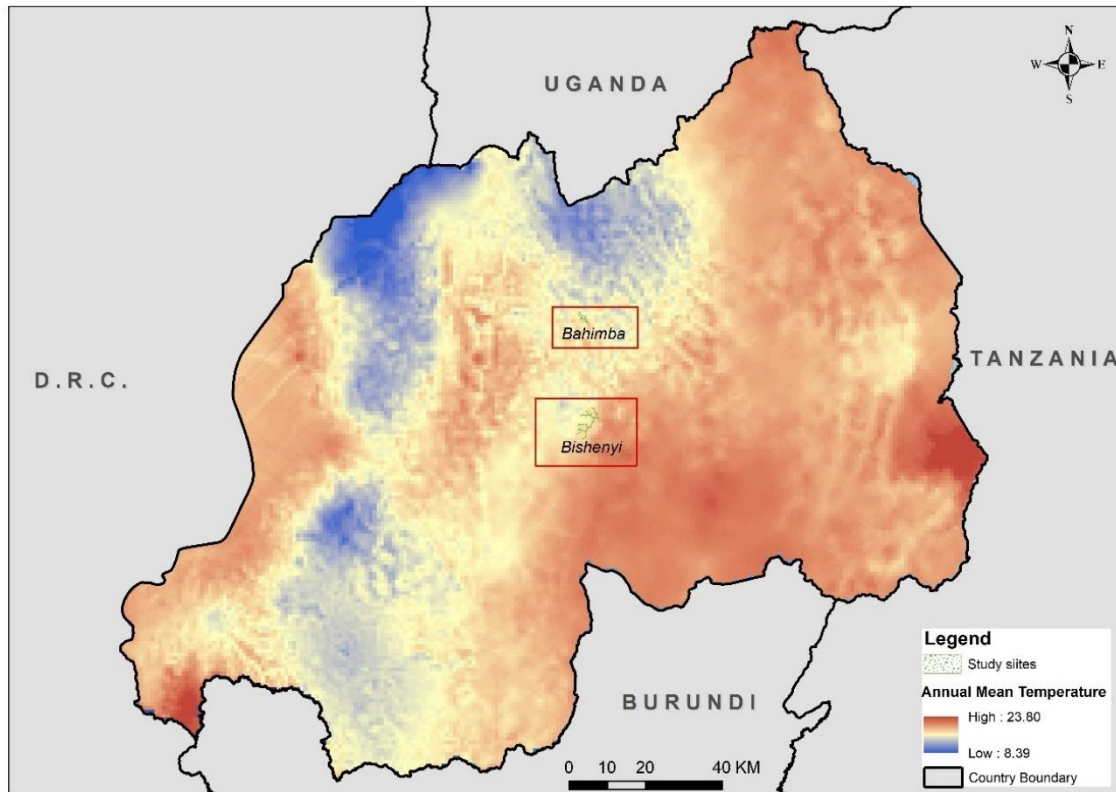 N
W E
S
UGANDA
Bahimba
D.R.C.
TANZANIA
Bishenyi
BURUNDI
Legend
Study siites
Annual Mean Temperature
High : 23.80
Low : 8.39
Country Boundary
0 10 20 40 KM